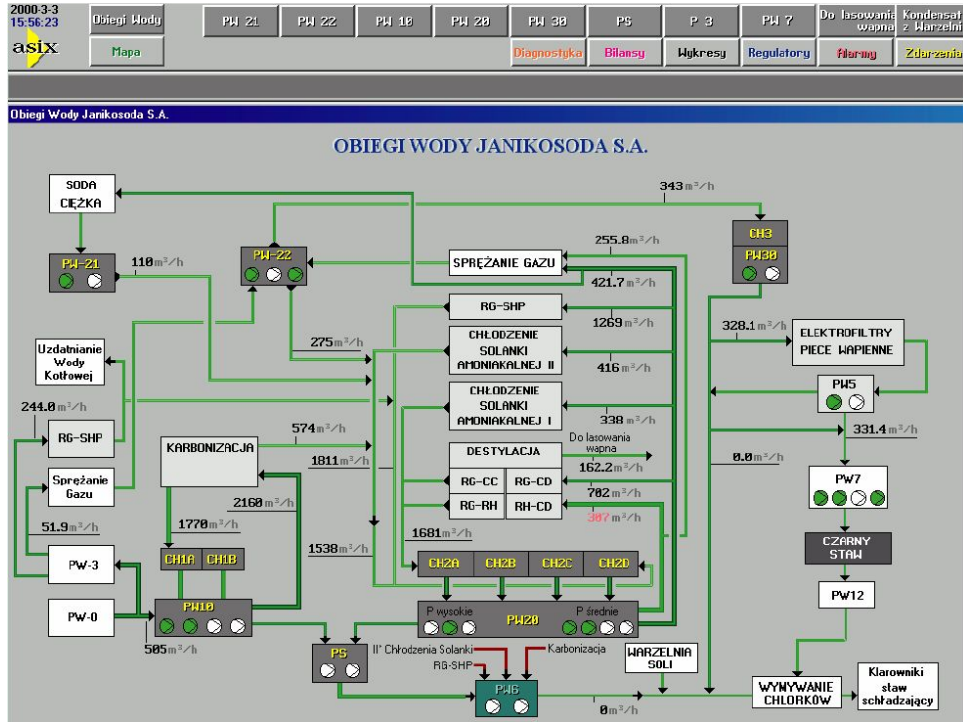 2000-3-3
15:56:23
asix
Obiegi Wody
PW 21
PW 22
PW 10
PW 20
PW 30
PS
P 3
PW 7
Do lasowania
wapna
Kondensat
z Warzelni
Mapa
Diagnostyka
Bilansy
Wykresy
Regulatory
Alarmy
Zdarzenia
Obiegi Wody Janikosoda S.A.
OBIEGI WODY JANIKOSODA S.A.
SODA
CIĘŻKA
343 m³/h
CH3
PW30
PW-21
110 m³/h
PW-22
SPRĘŻANIE GAZU
255.8 m³/h
421.7 m³/h
RG-SHP
1269 m³/h
328.1 m³/h
ELEKTROFILTRY
PIECE WAPIENNE
275 m³/h
CHŁODZENIE
SOLANKI
AMONIAKALNEJ II
416 m³/h
Uzdatnianie
Wody
Kotłowej
PW5
CHŁODZENIE
SOLANKI
AMONIAKALNEJ I
338 m³/h
244.0 m³/h
RG-SHP
KARBONIZACJA
574 m³/h
1811 m³/h
DESTYLACJA
Do lasowania
wapna
162.2 m³/h
331.4 m³/h
0.0 m³/h
Sprężanie
Gazu
RG-CC
RG-CD
702 m³/h
PW7
2160 m³/h
RG-RH
RH-CD
307 m³/h
51.9 m³/h
1770 m³/h
1681 m³/h
1538 m³/h
CZARNY
STAW
PW-3
CH1A
CH1B
CH2A
CH2B
CH2C
CH2D
PW12
PW-0
PW10
P wysokie
PW20
P średnie
505 m³/h
PS
II° Chłodzenia Solanki
Karbonizacja
RG-SHP
WARZELNIA
SOLI
PW6
0 m³/h
WYMYWANIE
CHLORKÓW
Klarowniki
staw
schładzający